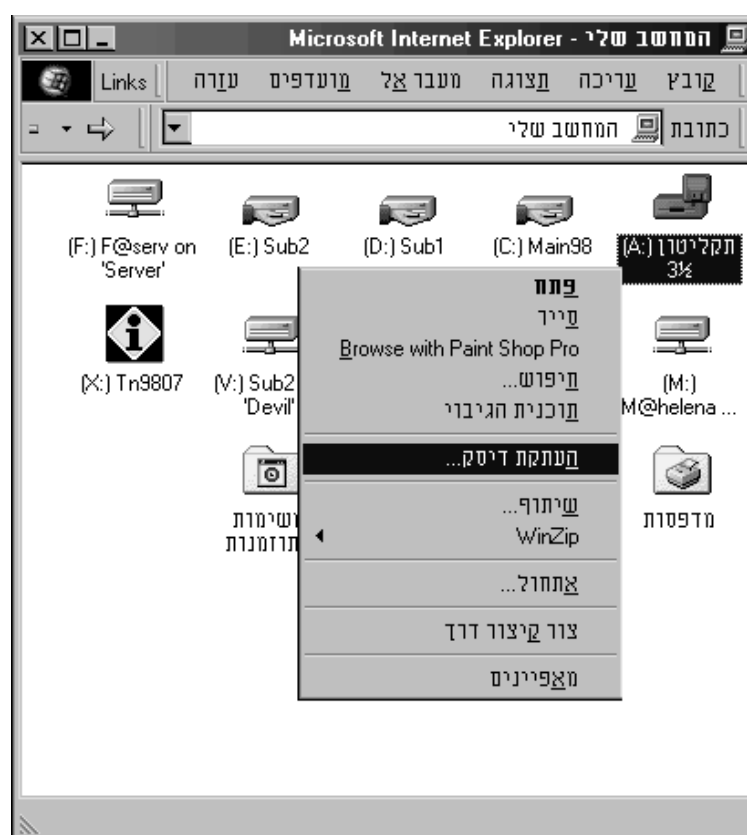 המחשב שלי - Microsoft Internet Explorer
קובץ עריכה תצוגה מעבר אל מועדפים עזרה Links
כתובת המחשב שלי
תקליטון (A:)
3½
(C:) Main98
(D:) Sub1
(E:) Sub2
(F:) F@serv on
'Server'
(M:)
M@helena ...
(V:) Sub2
'Devil'
(X:) Tn9807
מדפסות
פתח
סייר
Browse with Paint Shop Pro
חיפוש...
תוכנית הגיבוי
העתקת דיסק...
שיתוף...
WinZip
אתחול...
צור קיצור דרך
מאפיינים